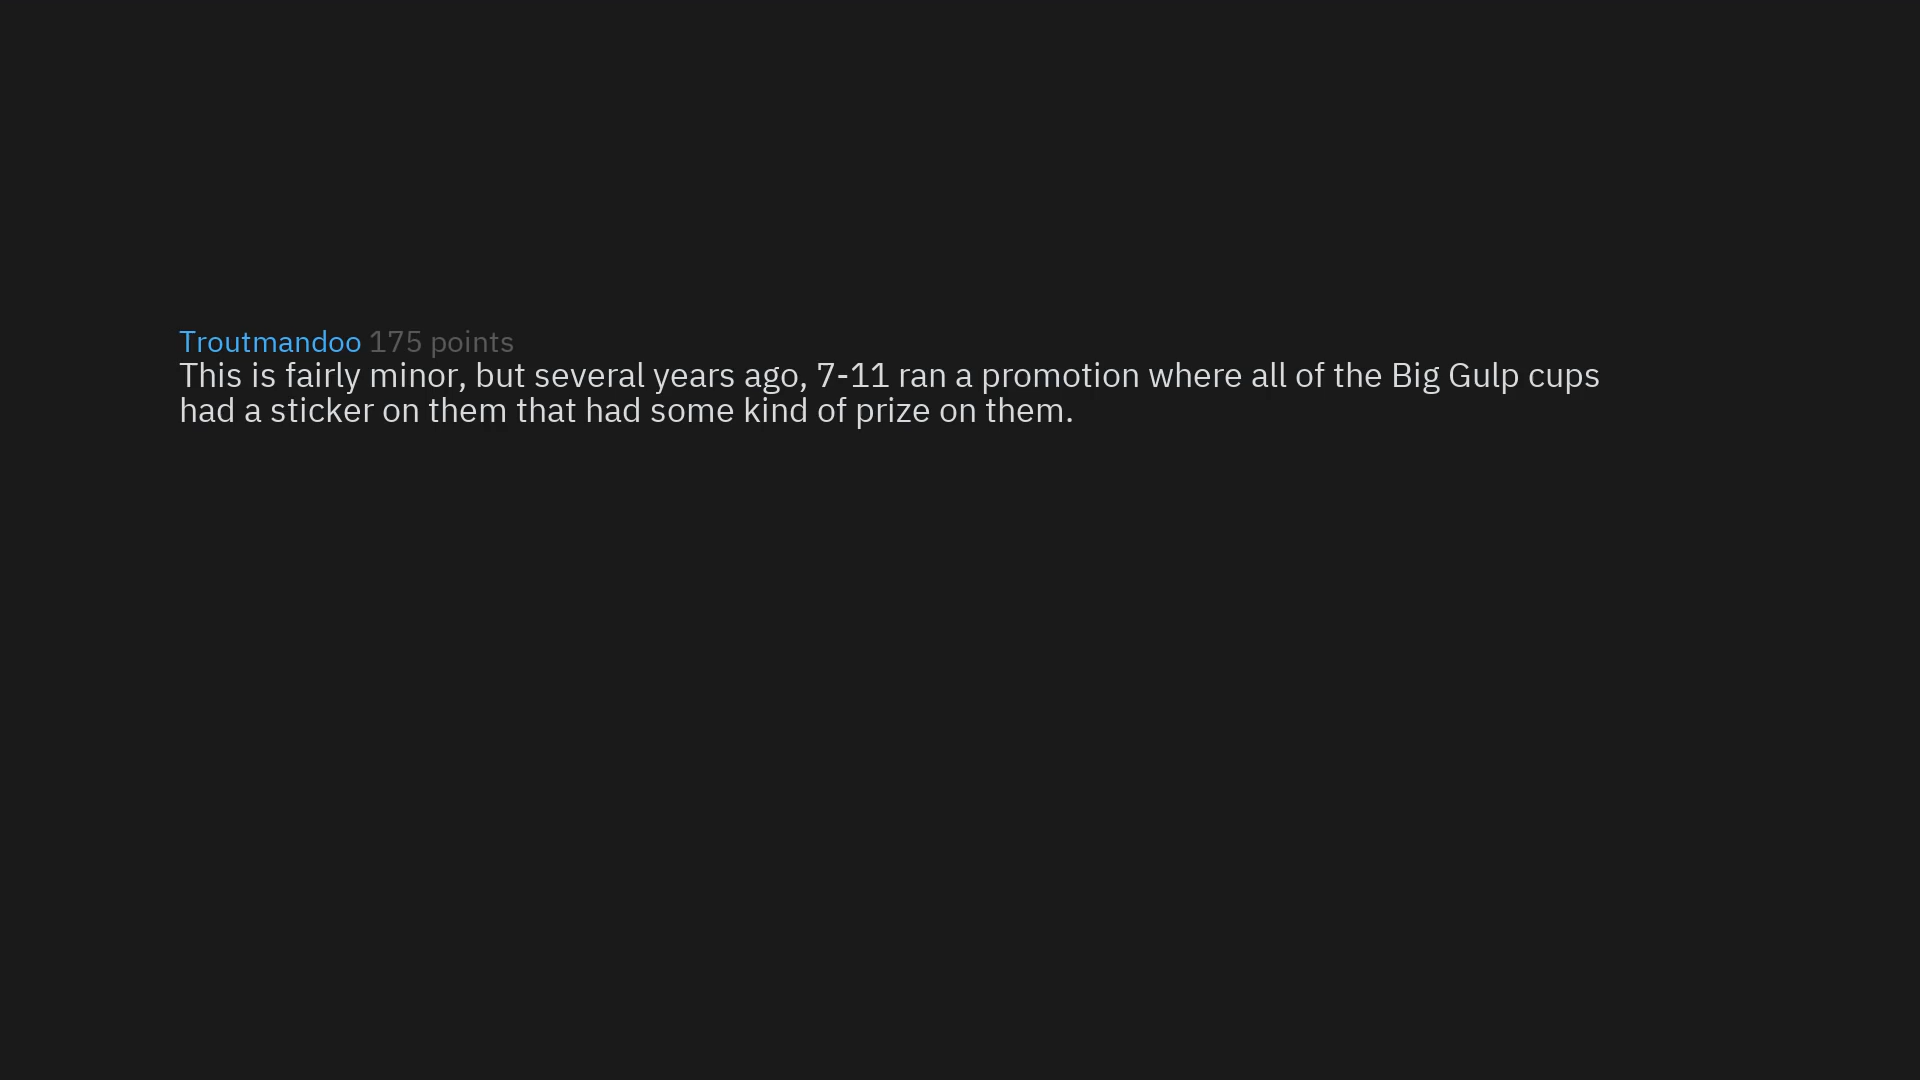 Troutmandoo 175 points
This is fairly minor, but several years ago, 7-11 ran a promotion where all of the Big Gulp cups
had a sticker on them that had some kind of prize on them.